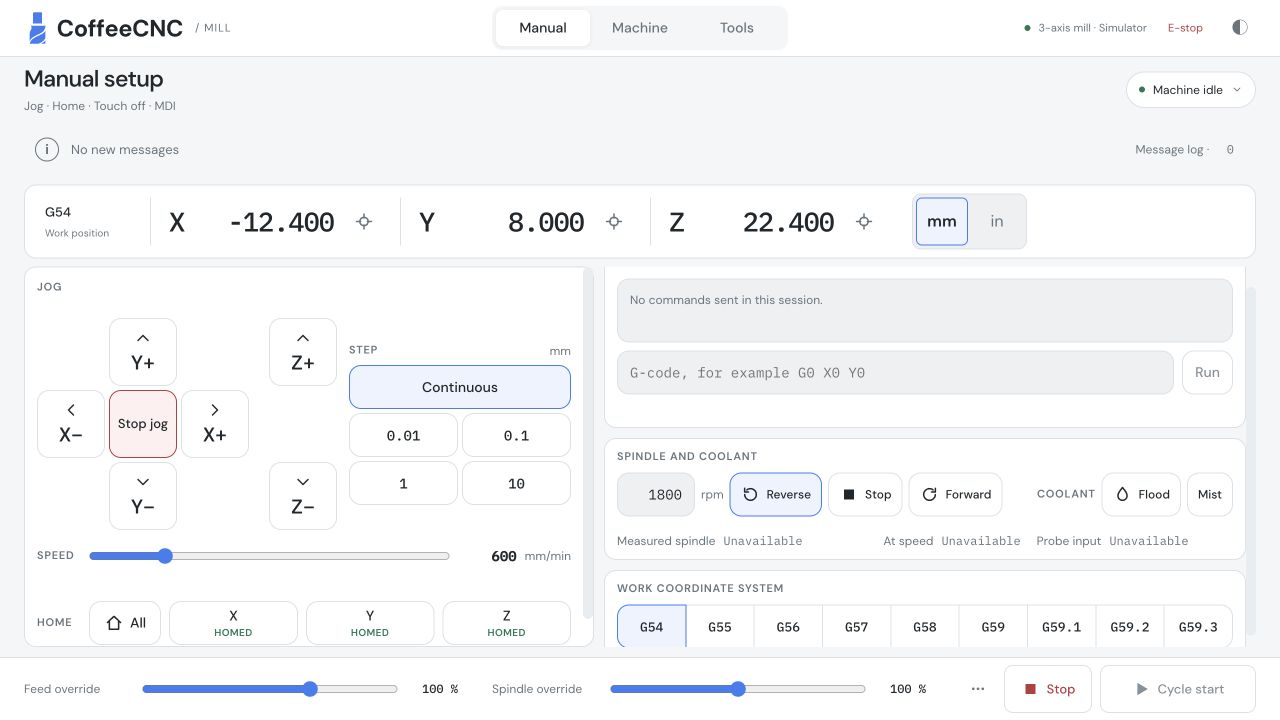 CoffeeCNC / MILL
Manual Machine Tools
3-axis mill · Simulator E-stop
Manual setup
Jog · Home · Touch off · MDI
Machine idle
i No new messages
Message log · 0
G54
Work position
X -12.400
Y 8.000
Z 22.400
mm in
JOG
Y+
Z+
X−
Stop jog
X+
Y−
Z−
STEP mm
Continuous
0.01 0.1
1 10
SPEED 600 mm/min
HOME All
X
HOMED
Y
HOMED
Z
HOMED
No commands sent in this session.
G-code, for example G0 X0 Y0 Run
SPINDLE AND COOLANT
1800 rpm Reverse Stop Forward COOLANT Flood Mist
Measured spindle Unavailable At speed Unavailable Probe input Unavailable
WORK COORDINATE SYSTEM
G54 G55 G56 G57 G58 G59 G59.1 G59.2 G59.3
Feed override 100 % Spindle override 100 % ··· Stop Cycle start